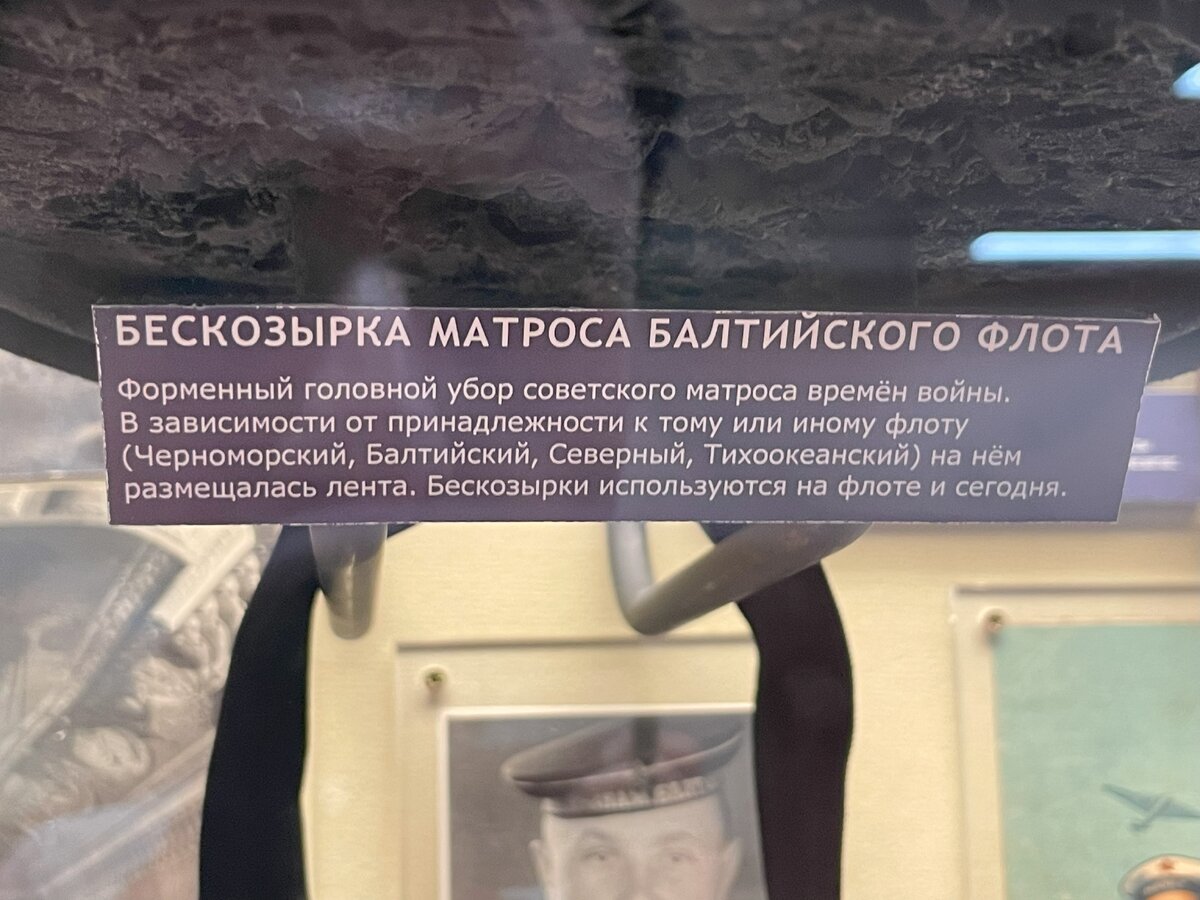 БЕСКОЗЫРКА МАТРОСА БАЛТИЙСКОГО ФЛОТА
Форменный головной убор советского матроса времён войны.
В зависимости от принадлежности к тому или иному флоту
(Черноморский, Балтийский, Северный, Тихоокеанский) на нём
размещалась лента. Бескозырки используются на флоте и сегодня.